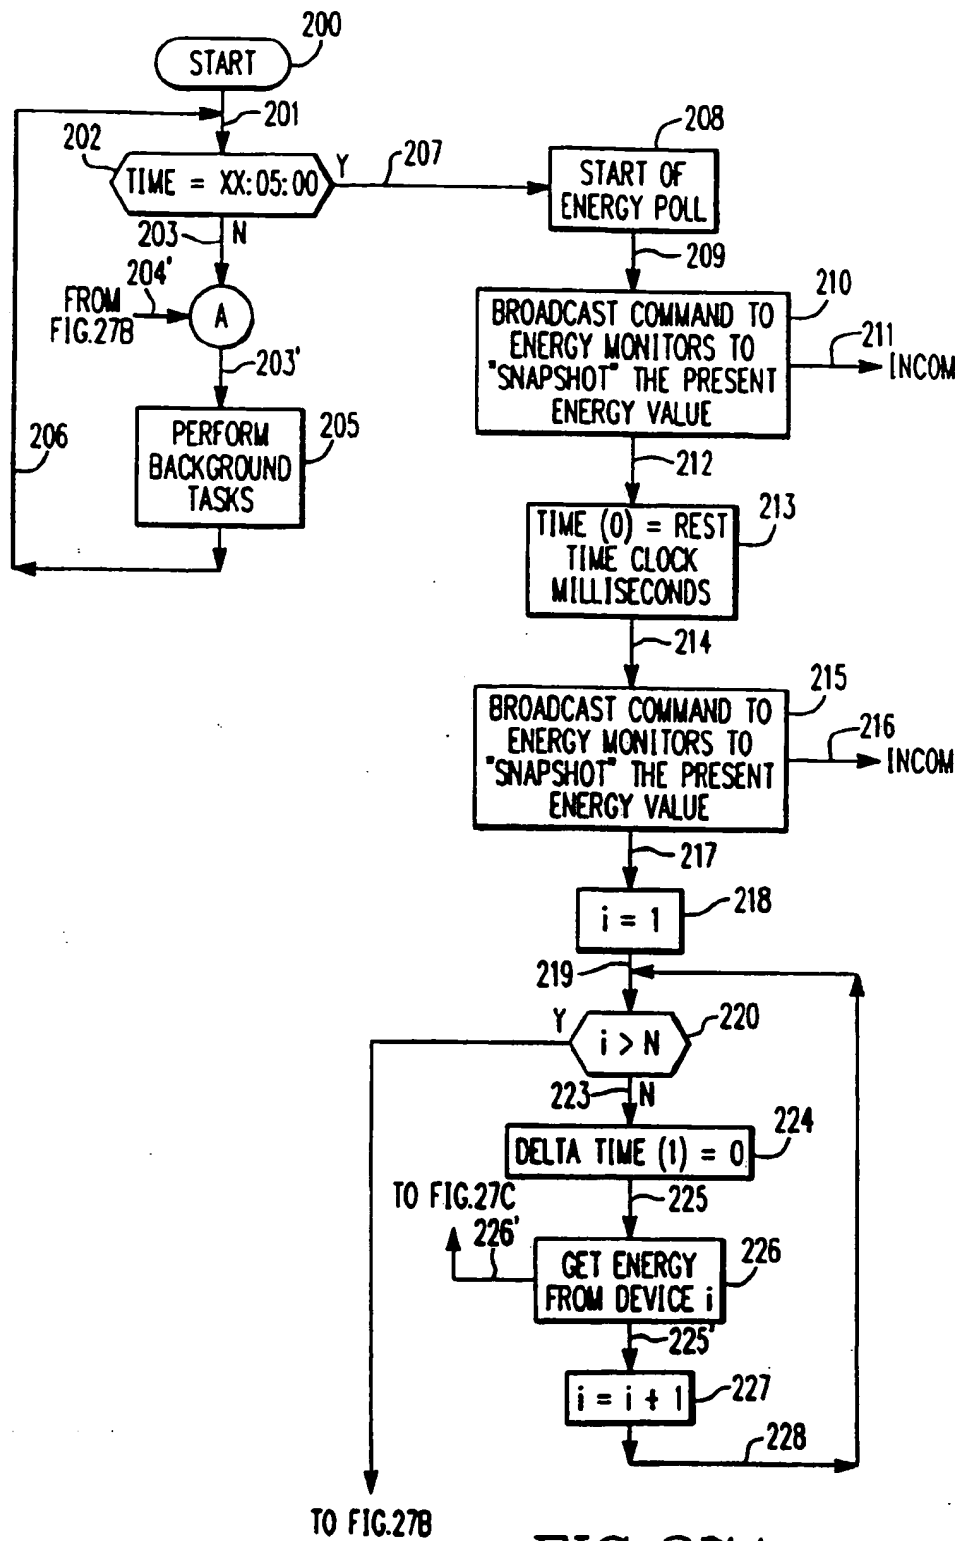 200
START
201
202
TIME = XX:05:00
Y
207
203
N
204'
FROM
FIG.27B
A
203'
206
PERFORM
BACKGROUND
TASKS
205
208
START OF
ENERGY POLL
209
210
BROADCAST COMMAND TO
ENERGY MONITORS TO
"SNAPSHOT" THE PRESENT
ENERGY VALUE
211
INCOM
212
213
TIME (0) = REST
TIME CLOCK
MILLISECONDS
214
215
BROADCAST COMMAND TO
ENERGY MONITORS TO
"SNAPSHOT" THE PRESENT
ENERGY VALUE
216
INCOM
217
i = 1
218
219
Y
i > N
220
223
N
224
DELTA TIME (1) = 0
TO FIG.27C
225
226'
GET ENERGY
FROM DEVICE i
226
225'
i = i + 1
227
228
TO FIG.27B